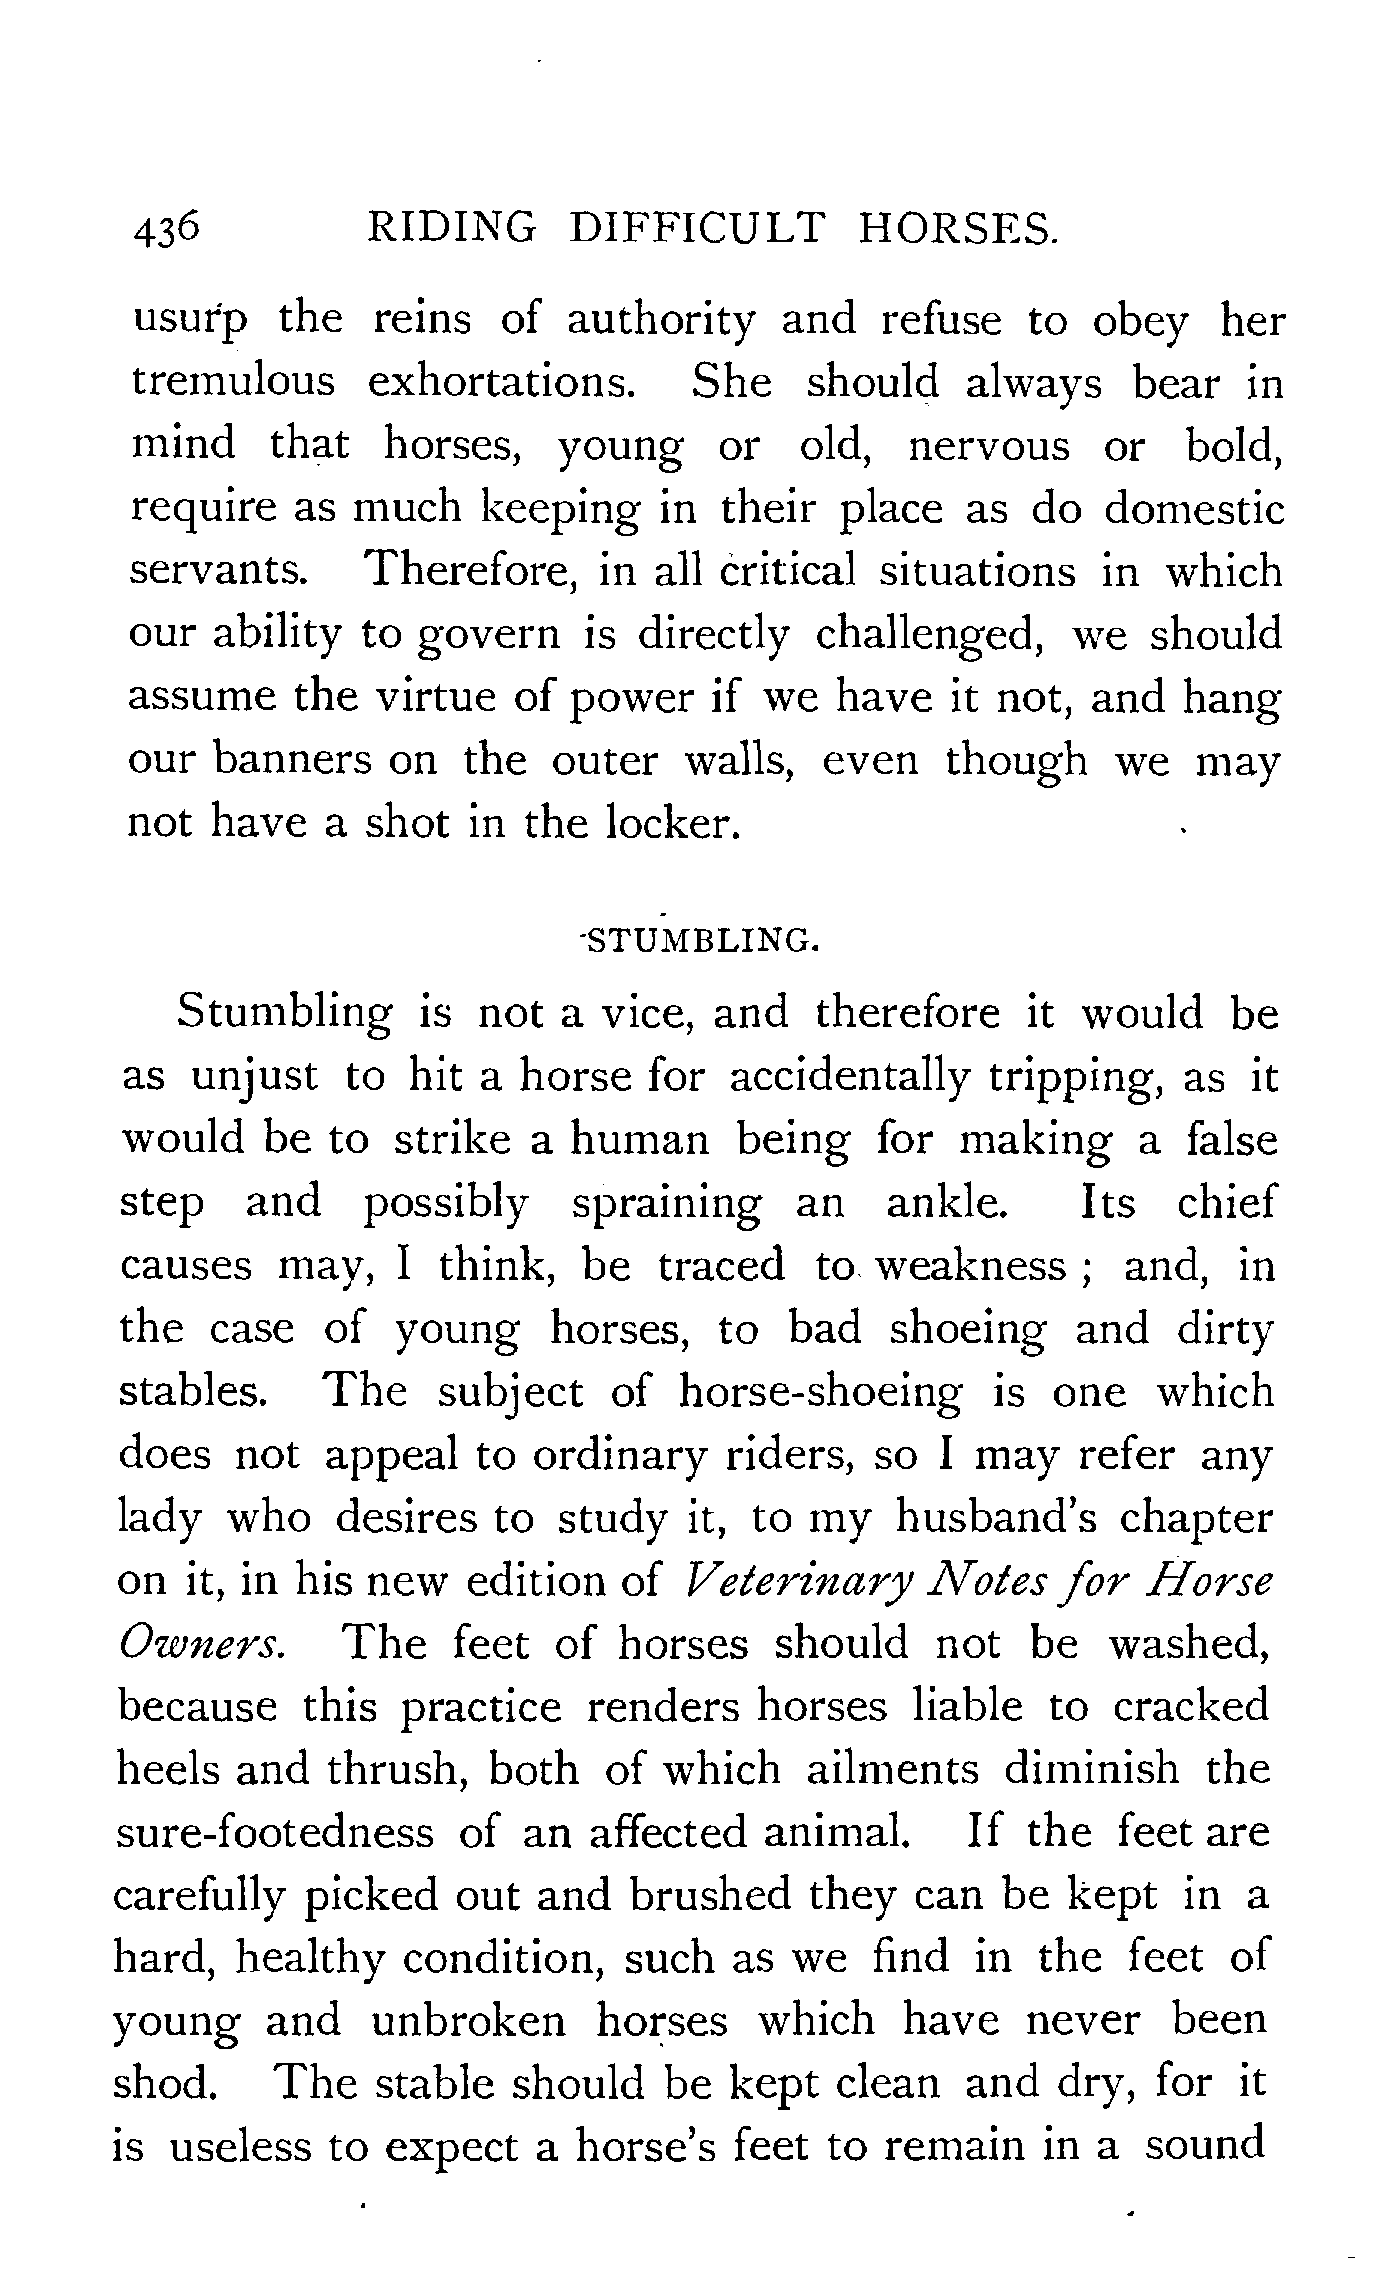 436 RIDING DIFFICULT HORSES.
usurp the reins of authority and refuse to obey her
tremulous exhortations. She should always bear in
mind that horses, young or old, nervous or bold,
require as much keeping in their place as do domestic
servants. Therefore, in all critical situations in which
our ability to govern is directly challenged, we should
assume the virtue of power if we have it not, and hang
our banners on the outer walls, even though we may
not have a shot in the locker.
STUMBLING.
Stumbling is not a vice, and therefore it would be
as unjust to hit a horse for accidentally tripping, as it
would be to strike a human being for making a false
step and possibly spraining an ankle. Its chief
causes may, I think, be traced to weakness ; and, in
the case of young horses, to bad shoeing and dirty
stables. The subject of horse-shoeing is one which
does not appeal to ordinary riders, so I may refer any
lady who desires to study it, to my husband's chapter
on it, in his new edition of Veterinary Notes for Horse
Owners. The feet of horses should not be washed,
because this practice renders horses liable to cracked
heels and thrush, both of which ailments diminish the
sure-footedness of an affected animal. If the feet are
carefully picked out and brushed they can be kept in a
hard, healthy condition, such as we find in the feet of
young and unbroken horses which have never been
shod. The stable should be kept clean and dry, for it
is useless to expect a horse's feet to remain in a sound